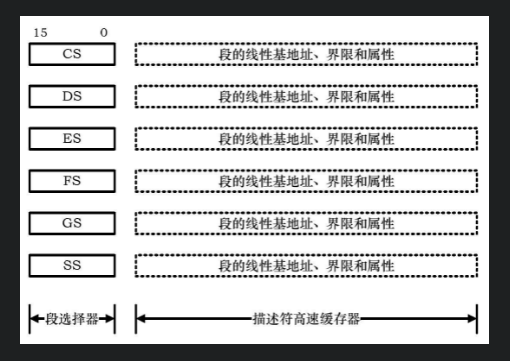 15 0
CS 段的线性基地址、界限和属性
DS 段的线性基地址、界限和属性
ES 段的线性基地址、界限和属性
FS 段的线性基地址、界限和属性
GS 段的线性基地址、界限和属性
SS 段的线性基地址、界限和属性
段选择器 描述符高速缓存器